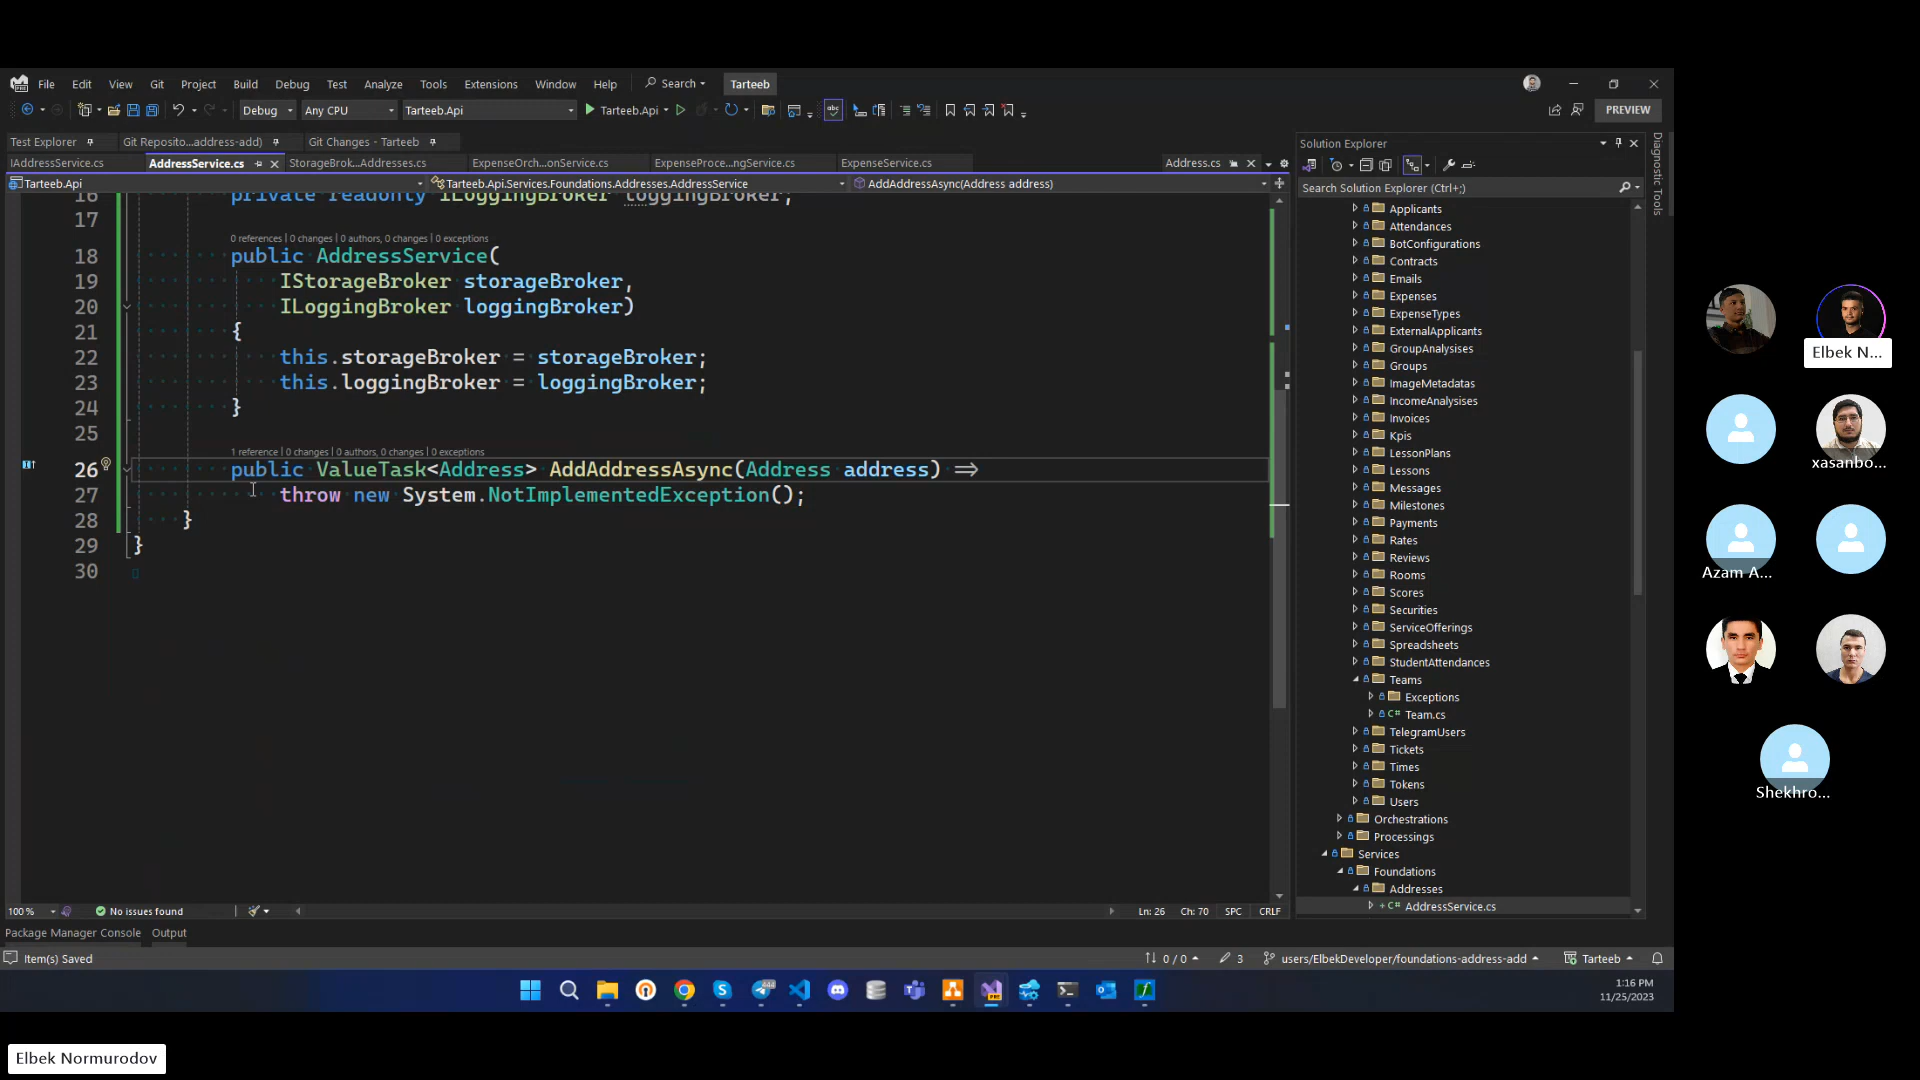 File Edit View Git Project Build Debug Test Analyze Tools Extensions Window Help Search Tarteeb
Debug Any CPU Tarteeb.Api Tarteeb.Api PREVIEW
Test Explorer Git Reposito...address-add) Git Changes - Tarteeb
IAddressService.cs AddressService.cs StorageBrok...Addresses.cs ExpenseOrch...onService.cs ExpenseProce...ngService.cs ExpenseService.cs Address.cs
Tarteeb.Api Tarteeb.Api.Services.Foundations.Addresses.AddressService AddAddressAsync(Address address)
16 private readonly ILoggingBroker loggingBroker;
17
0 references | 0 changes | 0 authors, 0 changes | 0 exceptions
18 public AddressService(
19 IStorageBroker storageBroker,
20 ILoggingBroker loggingBroker)
21 {
22 this.storageBroker = storageBroker;
23 this.loggingBroker = loggingBroker;
24 }
25
1 reference | 0 changes | 0 authors, 0 changes | 0 exceptions
26 public ValueTask<Address> AddAddressAsync(Address address) =>
27 throw new System.NotImplementedException();
28 }
29 }
30
100 % No issues found Ln: 26 Ch: 70 SPC CRLF
Package Manager Console Output
Item(s) Saved 0 / 0 3 users/ElbekDeveloper/foundations-address-add Tarteeb
Solution Explorer
Search Solution Explorer (Ctrl+;)
Applicants
Attendances
BotConfigurations
Contracts
Emails
Expenses
ExpenseTypes
ExternalApplicants
GroupAnalysises
Groups
ImageMetadatas
IncomeAnalysises
Invoices
Kpis
LessonPlans
Lessons
Messages
Milestones
Payments
Rates
Reviews
Rooms
Scores
Securities
ServiceOfferings
Spreadsheets
StudentAttendances
Teams
Exceptions
C# Team.cs
TelegramUsers
Tickets
Times
Tokens
Users
Orchestrations
Processings
Services
Foundations
Addresses
+ C# AddressService.cs
Diagnostic Tools
1:16 PM
11/25/2023
Elbek N...
xasanbo...
Azam A...
Shekhro...
Elbek Normurodov